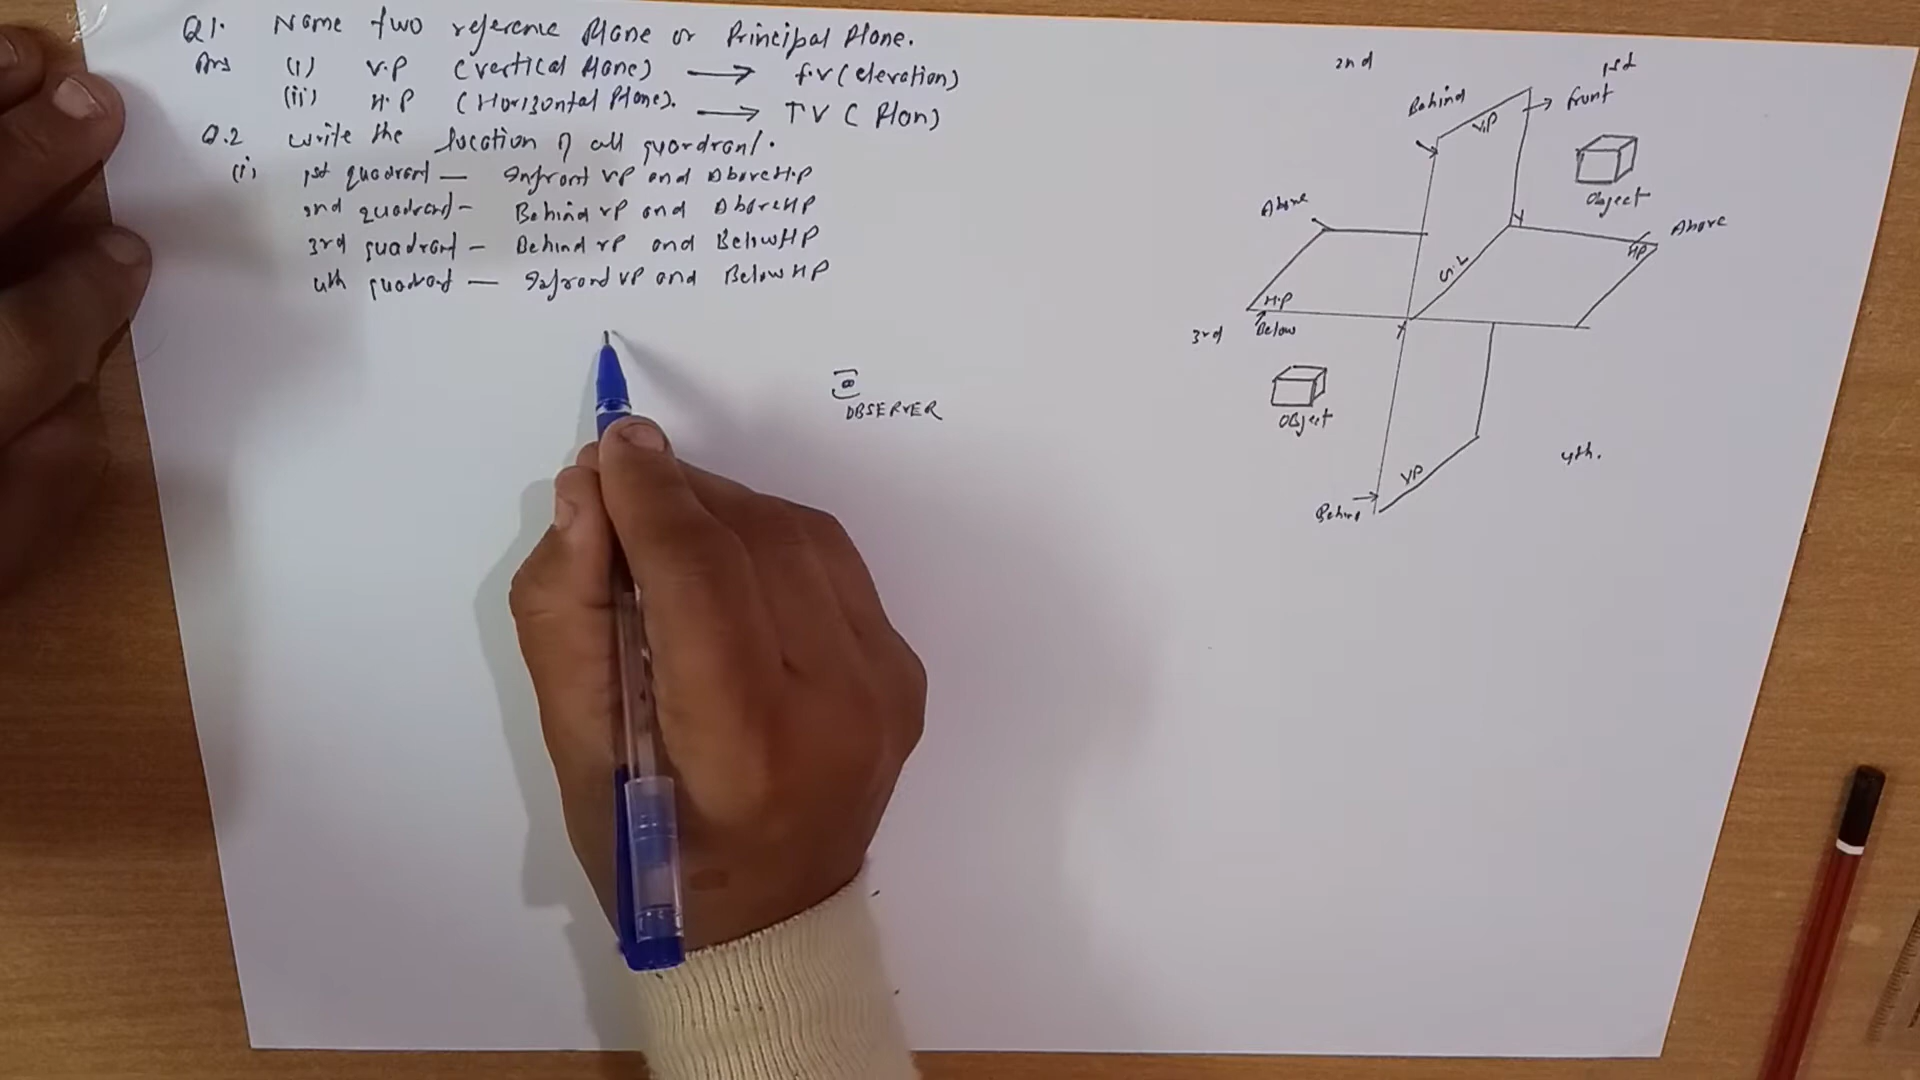 Q1. Name two reference Plane or Principal Plane.
Ans (i) V.P (vertical Plane) → f.v (elevation)
(ii) H.P (Horizontal Plane). → TV (Plan)
Q.2 write the location of all quardrant.
(i) 1st quadrant — Infront VP and Above H.P
2nd quadrant - Behind VP and Above HP
3rd quadrant - Behind VP and Below HP
4th quadrant — Infront VP and Below HP
OBSERVER
2nd
1st
Behind
front
V.P
Object
Above
Above
HP
G.L
Y
H.P
3rd
Below
X
Object
VP
4th.
Behind